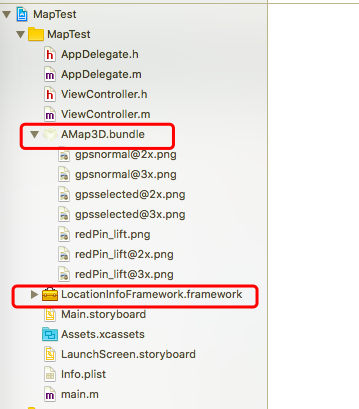 MapTest
MapTest
AppDelegate.h
AppDelegate.m
ViewController.h
ViewController.m
AMap3D.bundle
gpsnormal@2x.png
gpsnormal@3x.png
gpsselected@2x.png
gpsselected@3x.png
redPin_lift.png
redPin_lift@2x.png
redPin_lift@3x.png
LocationInfoFramework.framework
Main.storyboard
Assets.xcassets
LaunchScreen.storyboard
Info.plist
main.m